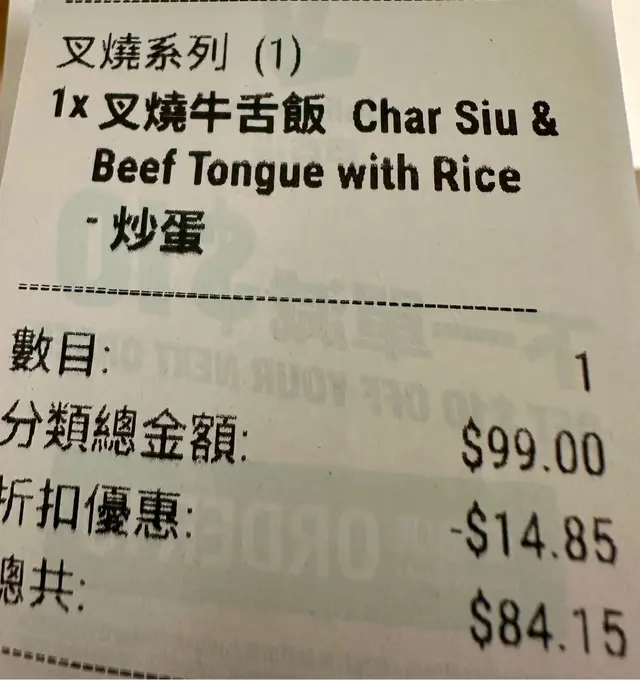 叉燒系列 (1)
1x 叉燒牛舌飯 Char Siu &
Beef Tongue with Rice
- 炒蛋
數目: 1
分類總金額: $99.00
折扣優惠: -$14.85
總共: $84.15